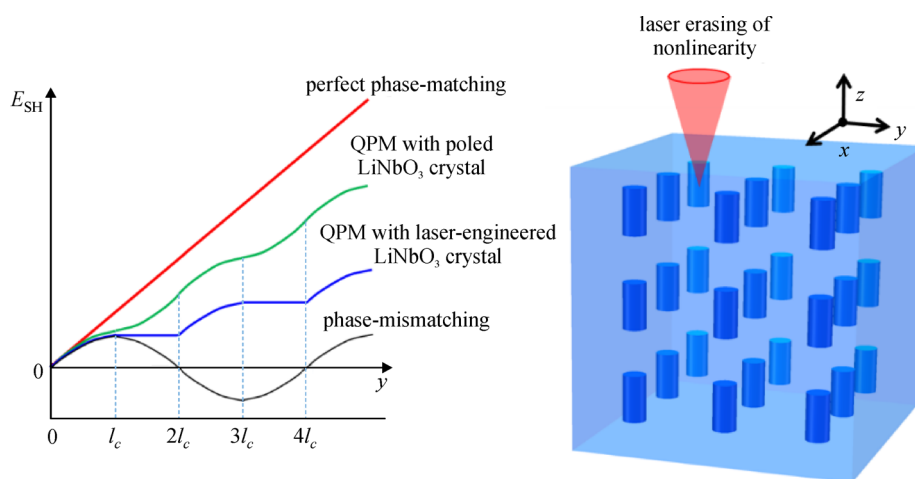 E_SH
perfect phase-matching
QPM with poled
LiNbO₃ crystal
QPM with laser-engineered
LiNbO₃ crystal
phase-mismatching
0
y
0
l_c
2l_c
3l_c
4l_c
laser erasing of
nonlinearity
z
y
x